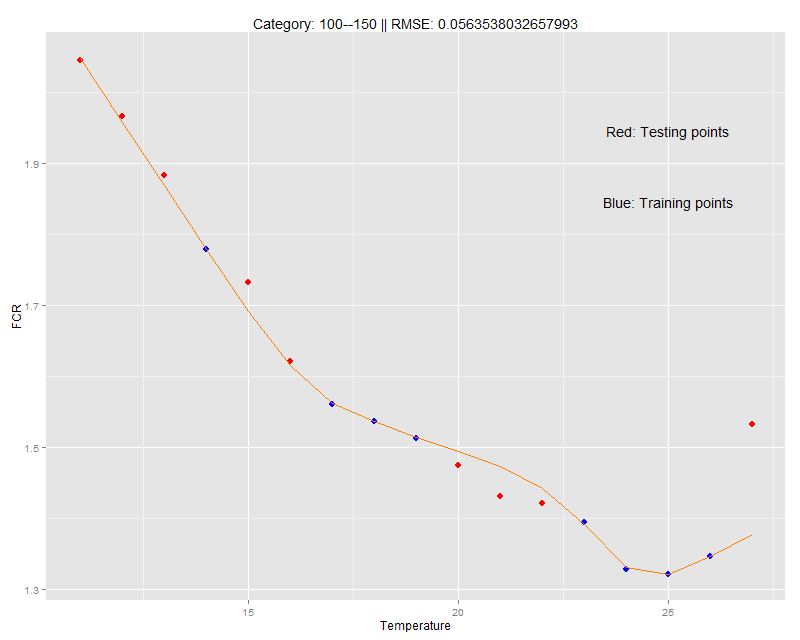 Category: 100--150 || RMSE: 0.0563538032657993
Red: Testing points
1.9
Blue: Training points
1.7
FCR
1.5
1.3
15 20 25
Temperature